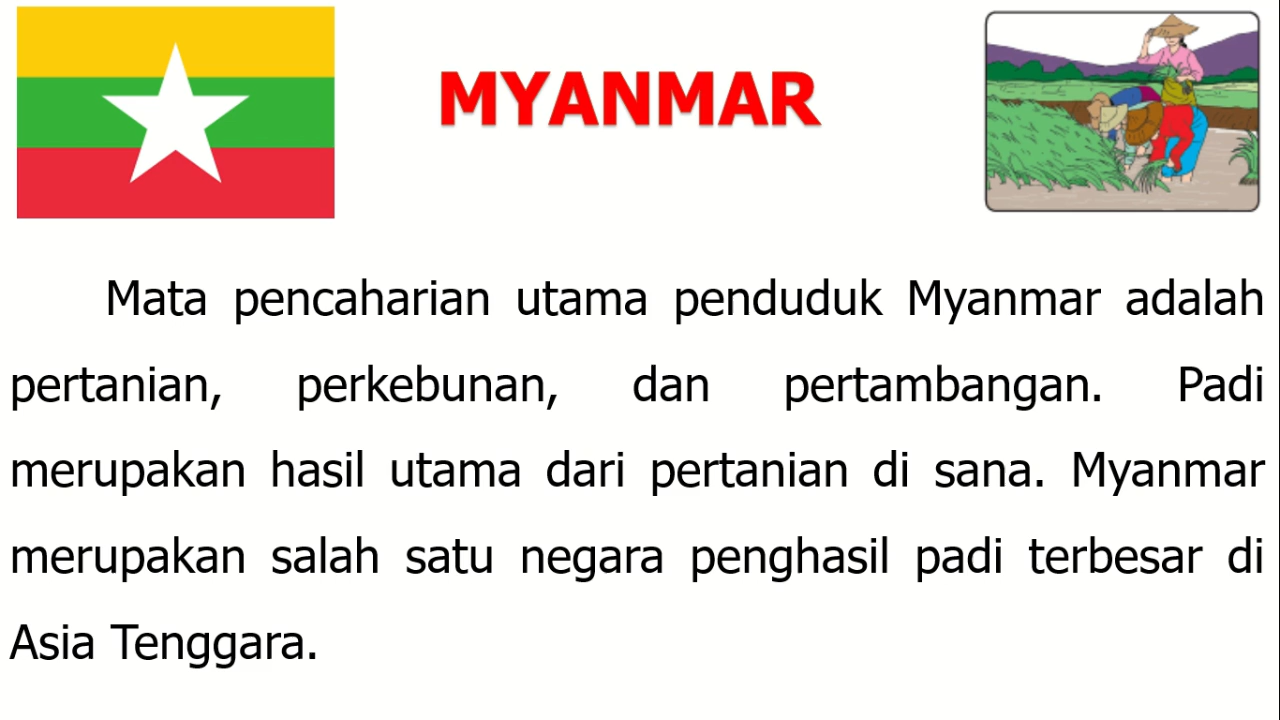 MYANMAR
Mata pencaharian utama penduduk Myanmar adalah
pertanian, perkebunan, dan pertambangan. Padi
merupakan hasil utama dari pertanian di sana. Myanmar
merupakan salah satu negara penghasil padi terbesar di
Asia Tenggara.